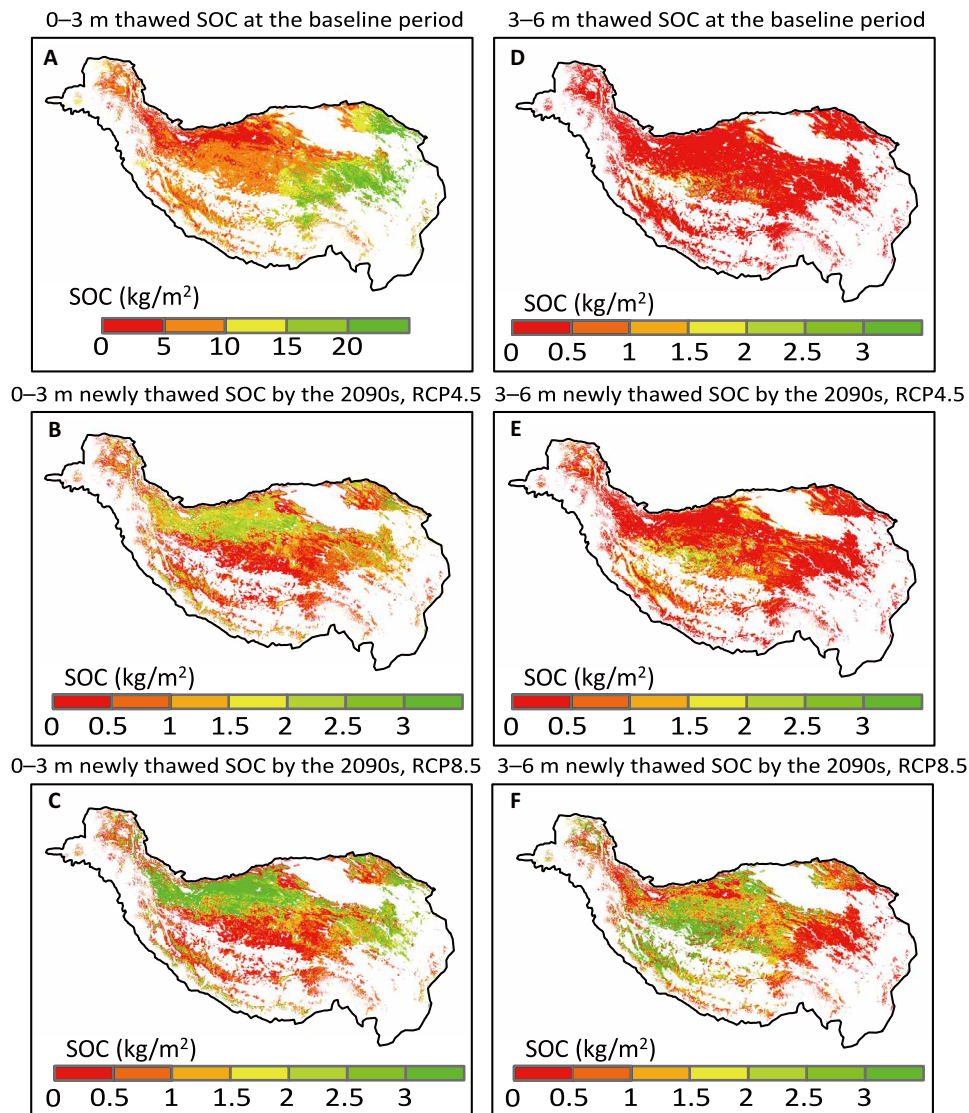 0–3 m thawed SOC at the baseline period
A
SOC (kg/m²)
0 5 10 15 20
3–6 m thawed SOC at the baseline period
D
SOC (kg/m²)
0 0.5 1 1.5 2 2.5 3
0–3 m newly thawed SOC by the 2090s, RCP4.5
B
SOC (kg/m²)
0 0.5 1 1.5 2 2.5 3
3–6 m newly thawed SOC by the 2090s, RCP4.5
E
SOC (kg/m²)
0 0.5 1 1.5 2 2.5 3
0–3 m newly thawed SOC by the 2090s, RCP8.5
C
SOC (kg/m²)
0 0.5 1 1.5 2 2.5 3
3–6 m newly thawed SOC by the 2090s, RCP8.5
F
SOC (kg/m²)
0 0.5 1 1.5 2 2.5 3